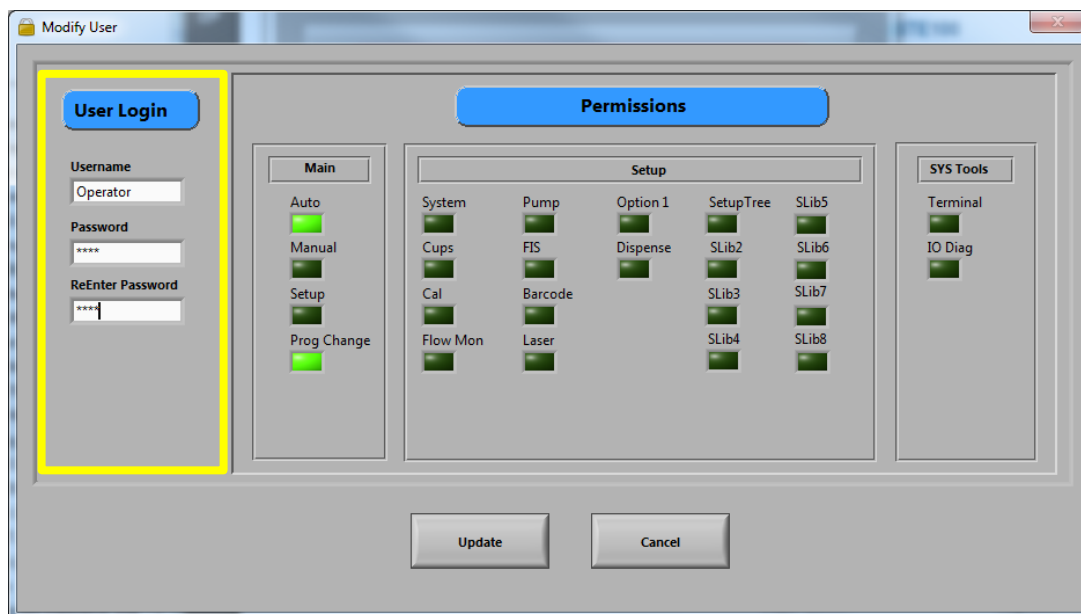 Modify User
User Login
Username
Operator
Password
****
ReEnter Password
****
Permissions
Main
Auto
Manual
Setup
Prog Change
Setup
System Pump Option 1 SetupTree SLib5
Cups FIS Dispense SLib2 SLib6
Cal Barcode SLib3 SLib7
Flow Mon Laser SLib4 SLib8
SYS Tools
Terminal
IO Diag
Update Cancel